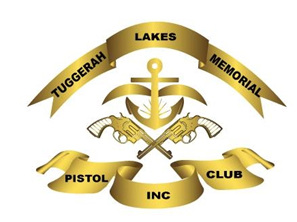 TUGGERAH LAKES MEMORIAL
PISTOL INC CLUB